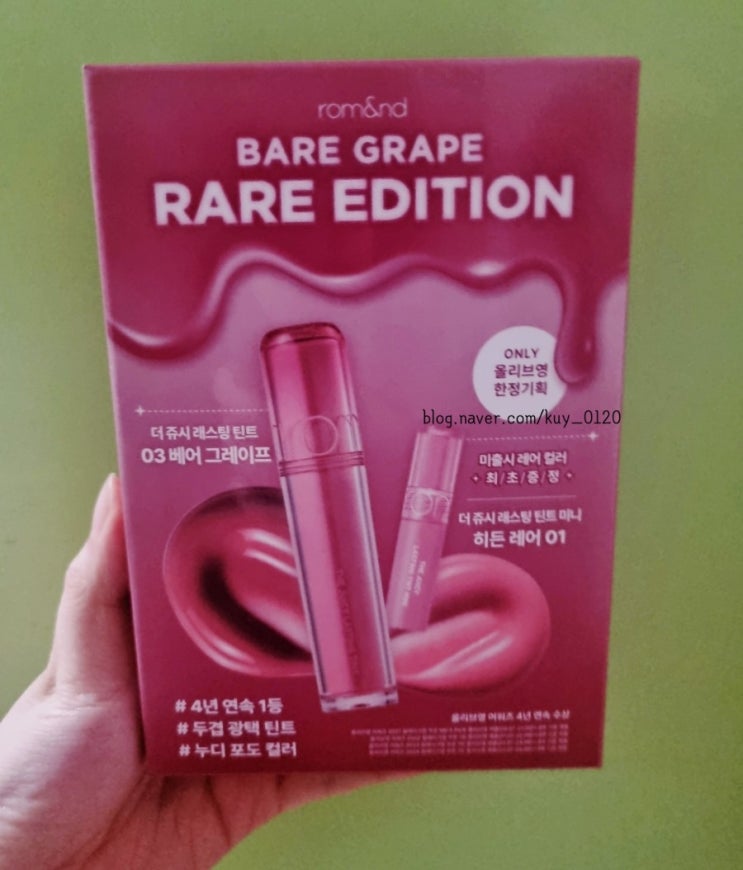 rom&nd
BARE GRAPE
RARE EDITION
ONLY
올리브영
한정기획
blog.naver.com/kuy_0120
더 쥬시 래스팅 틴트
03 베어 그레이프
미출시 레어 컬러
최/초/증/정
더 쥬시 래스팅 틴트 미니
히든 레어 01
# 4년 연속 1등
# 두겹 광택 틴트
# 누디 포도 컬러
올리브영 어워즈 4년 연속 수상